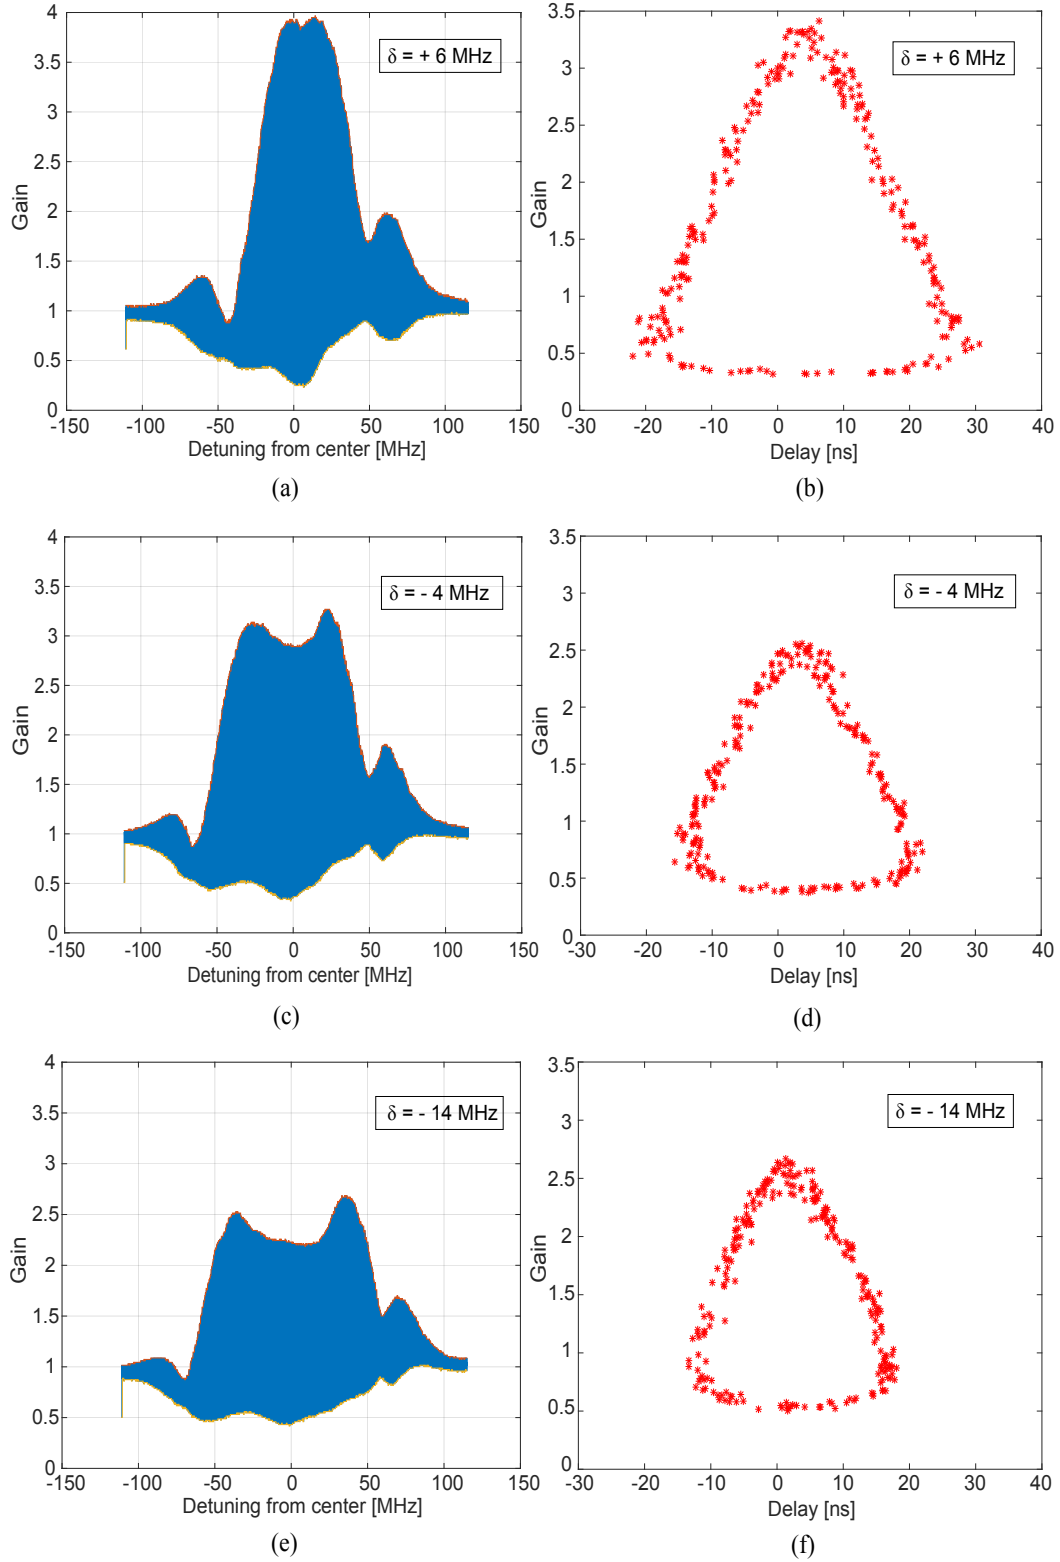 4
3.5
3
2.5
2
1.5
1
0.5
0
Gain
δ = + 6 MHz
-150 -100 -50 0 50 100 150
Detuning from center [MHz]
(a)
3.5
3
2.5
2
1.5
1
0.5
0
Gain
δ = + 6 MHz
-30 -20 -10 0 10 20 30 40
Delay [ns]
(b)
4
3.5
3
2.5
2
1.5
1
0.5
0
Gain
δ = - 4 MHz
-150 -100 -50 0 50 100 150
Detuning from center [MHz]
(c)
3.5
3
2.5
2
1.5
1
0.5
0
Gain
δ = - 4 MHz
-30 -20 -10 0 10 20 30 40
Delay [ns]
(d)
4
3.5
3
2.5
2
1.5
1
0.5
0
Gain
δ = - 14 MHz
-150 -100 -50 0 50 100 150
Detuning from center [MHz]
(e)
3.5
3
2.5
2
1.5
1
0.5
0
Gain
δ = - 14 MHz
-30 -20 -10 0 10 20 30 40
Delay [ns]
(f)